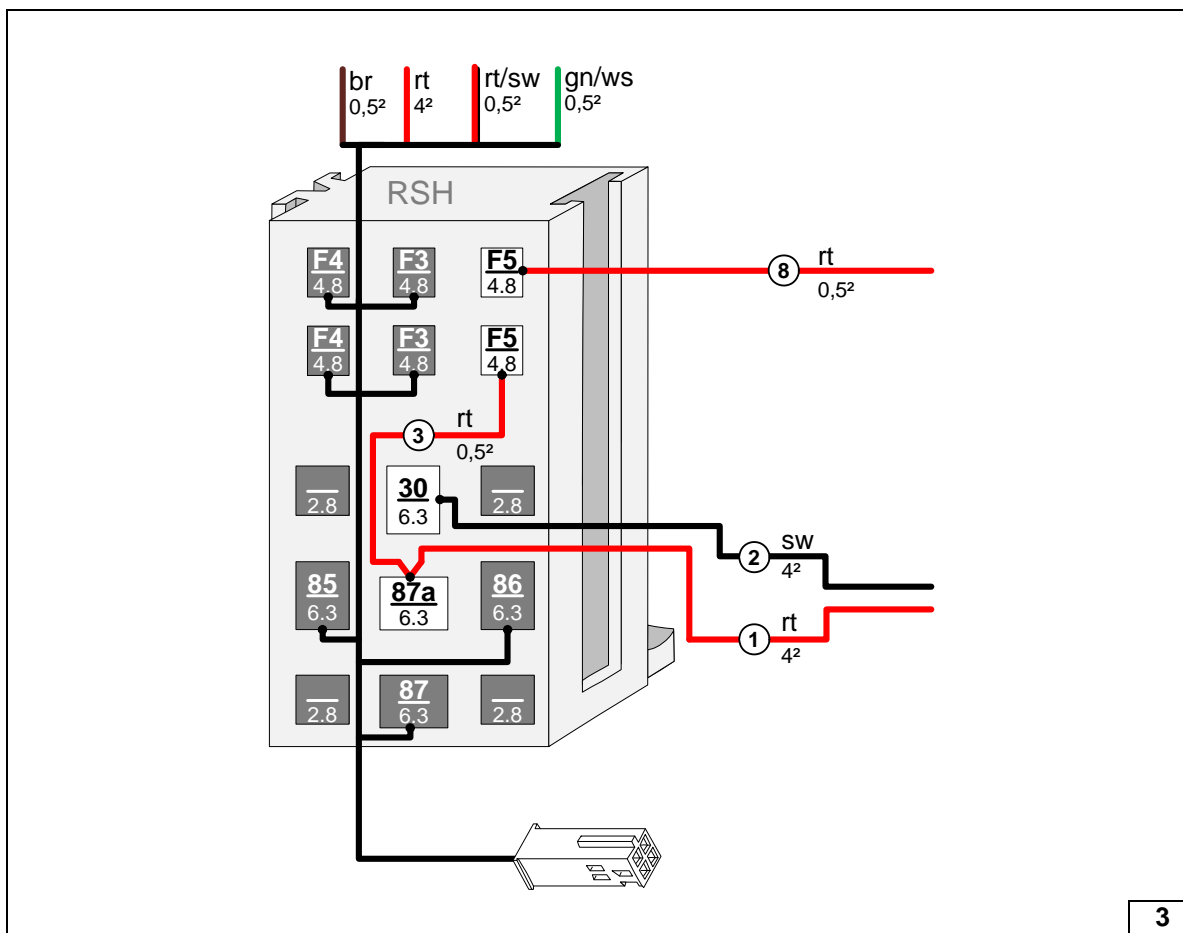 br rt rt/sw gn/ws
0,5² 4² 0,5² 0,5²
RSH
F4 F3 F5
4.8 4.8 4.8
8
rt
0,5²
F4 F3 F5
4.8 4.8 4.8
3
rt
0,5²
30
2.8 6.3 2.8
2
sw
4²
85 87a 86
6.3 6.3 6.3
1
rt
4²
87
2.8 6.3 2.8
3